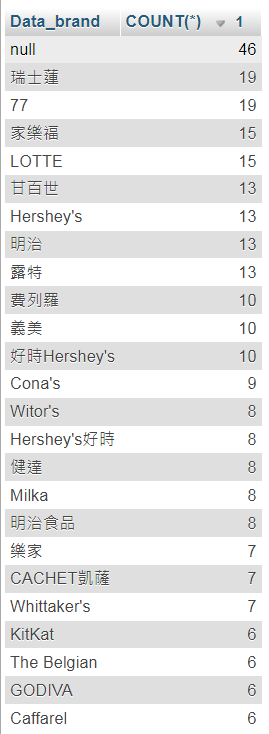 Data_brand COUNT(*) 1
null 46
瑞士蓮 19
77 19
家樂福 15
LOTTE 15
甘百世 13
Hershey's 13
明治 13
露特 13
費列羅 10
義美 10
好時Hershey's 10
Cona's 9
Witor's 8
Hershey's好時 8
健達 8
Milka 8
明治食品 8
樂家 7
CACHET凱薩 7
Whittaker's 7
KitKat 6
The Belgian 6
GODIVA 6
Caffarel 6